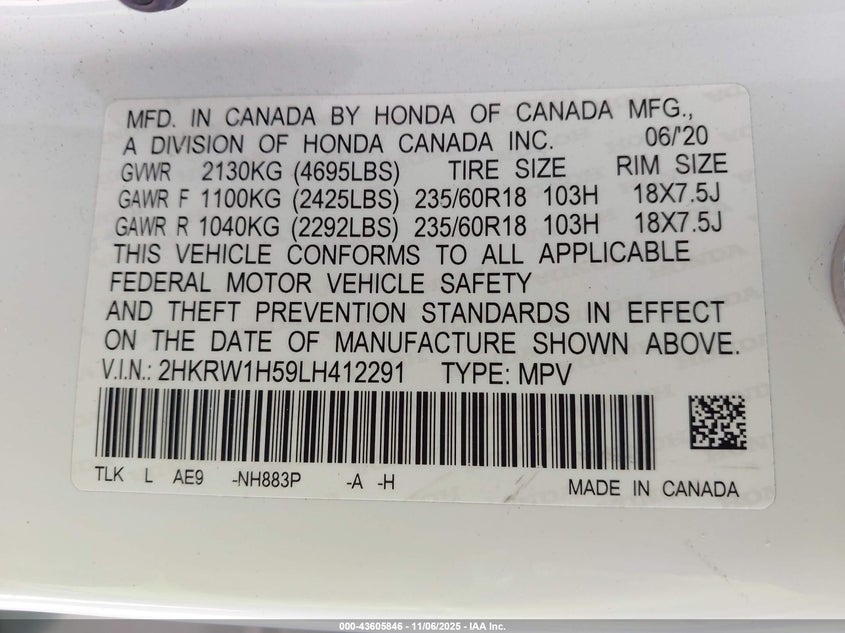 MFD. IN CANADA BY HONDA OF CANADA MFG.,
A DIVISION OF HONDA CANADA INC. 06/'20
GVWR 2130KG (4695LBS) TIRE SIZE RIM SIZE
GAWR F 1100KG (2425LBS) 235/60R18 103H 18X7.5J
GAWR R 1040KG (2292LBS) 235/60R18 103H 18X7.5J
THIS VEHICLE CONFORMS TO ALL APPLICABLE
FEDERAL MOTOR VEHICLE SAFETY
AND THEFT PREVENTION STANDARDS IN EFFECT
ON THE DATE OF MANUFACTURE SHOWN ABOVE.
V.I.N.: 2HKRW1H59LH412291 TYPE: MPV
TLK L AE9 -NH883P -A -H MADE IN CANADA
000-43605846 - 11/06/2025 - IAA Inc.